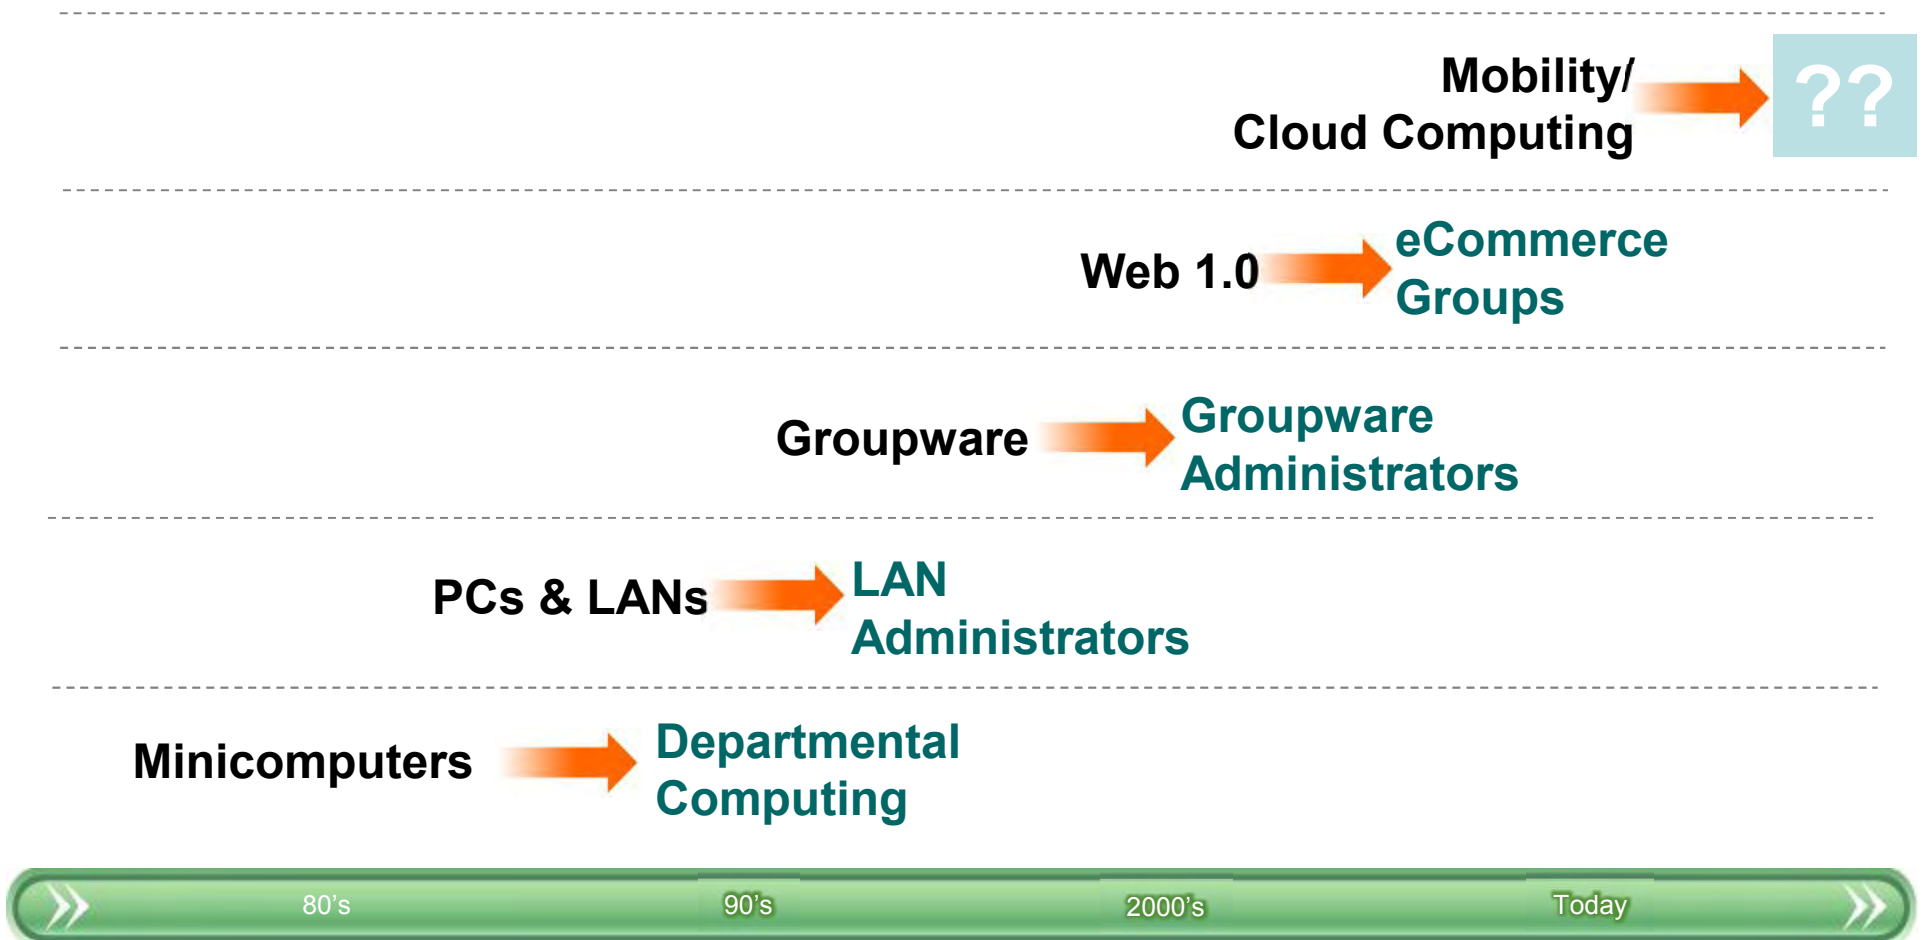 Mobility/
Cloud Computing
??
Web 1.0
eCommerce
Groups
Groupware
Groupware
Administrators
PCs & LANs
LAN
Administrators
Minicomputers
Departmental
Computing
80's
90's
2000's
Today